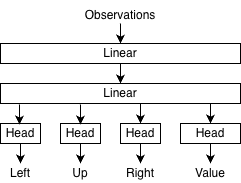 Observations
Linear
Linear
Head Head Head Head
Left Up Right Value